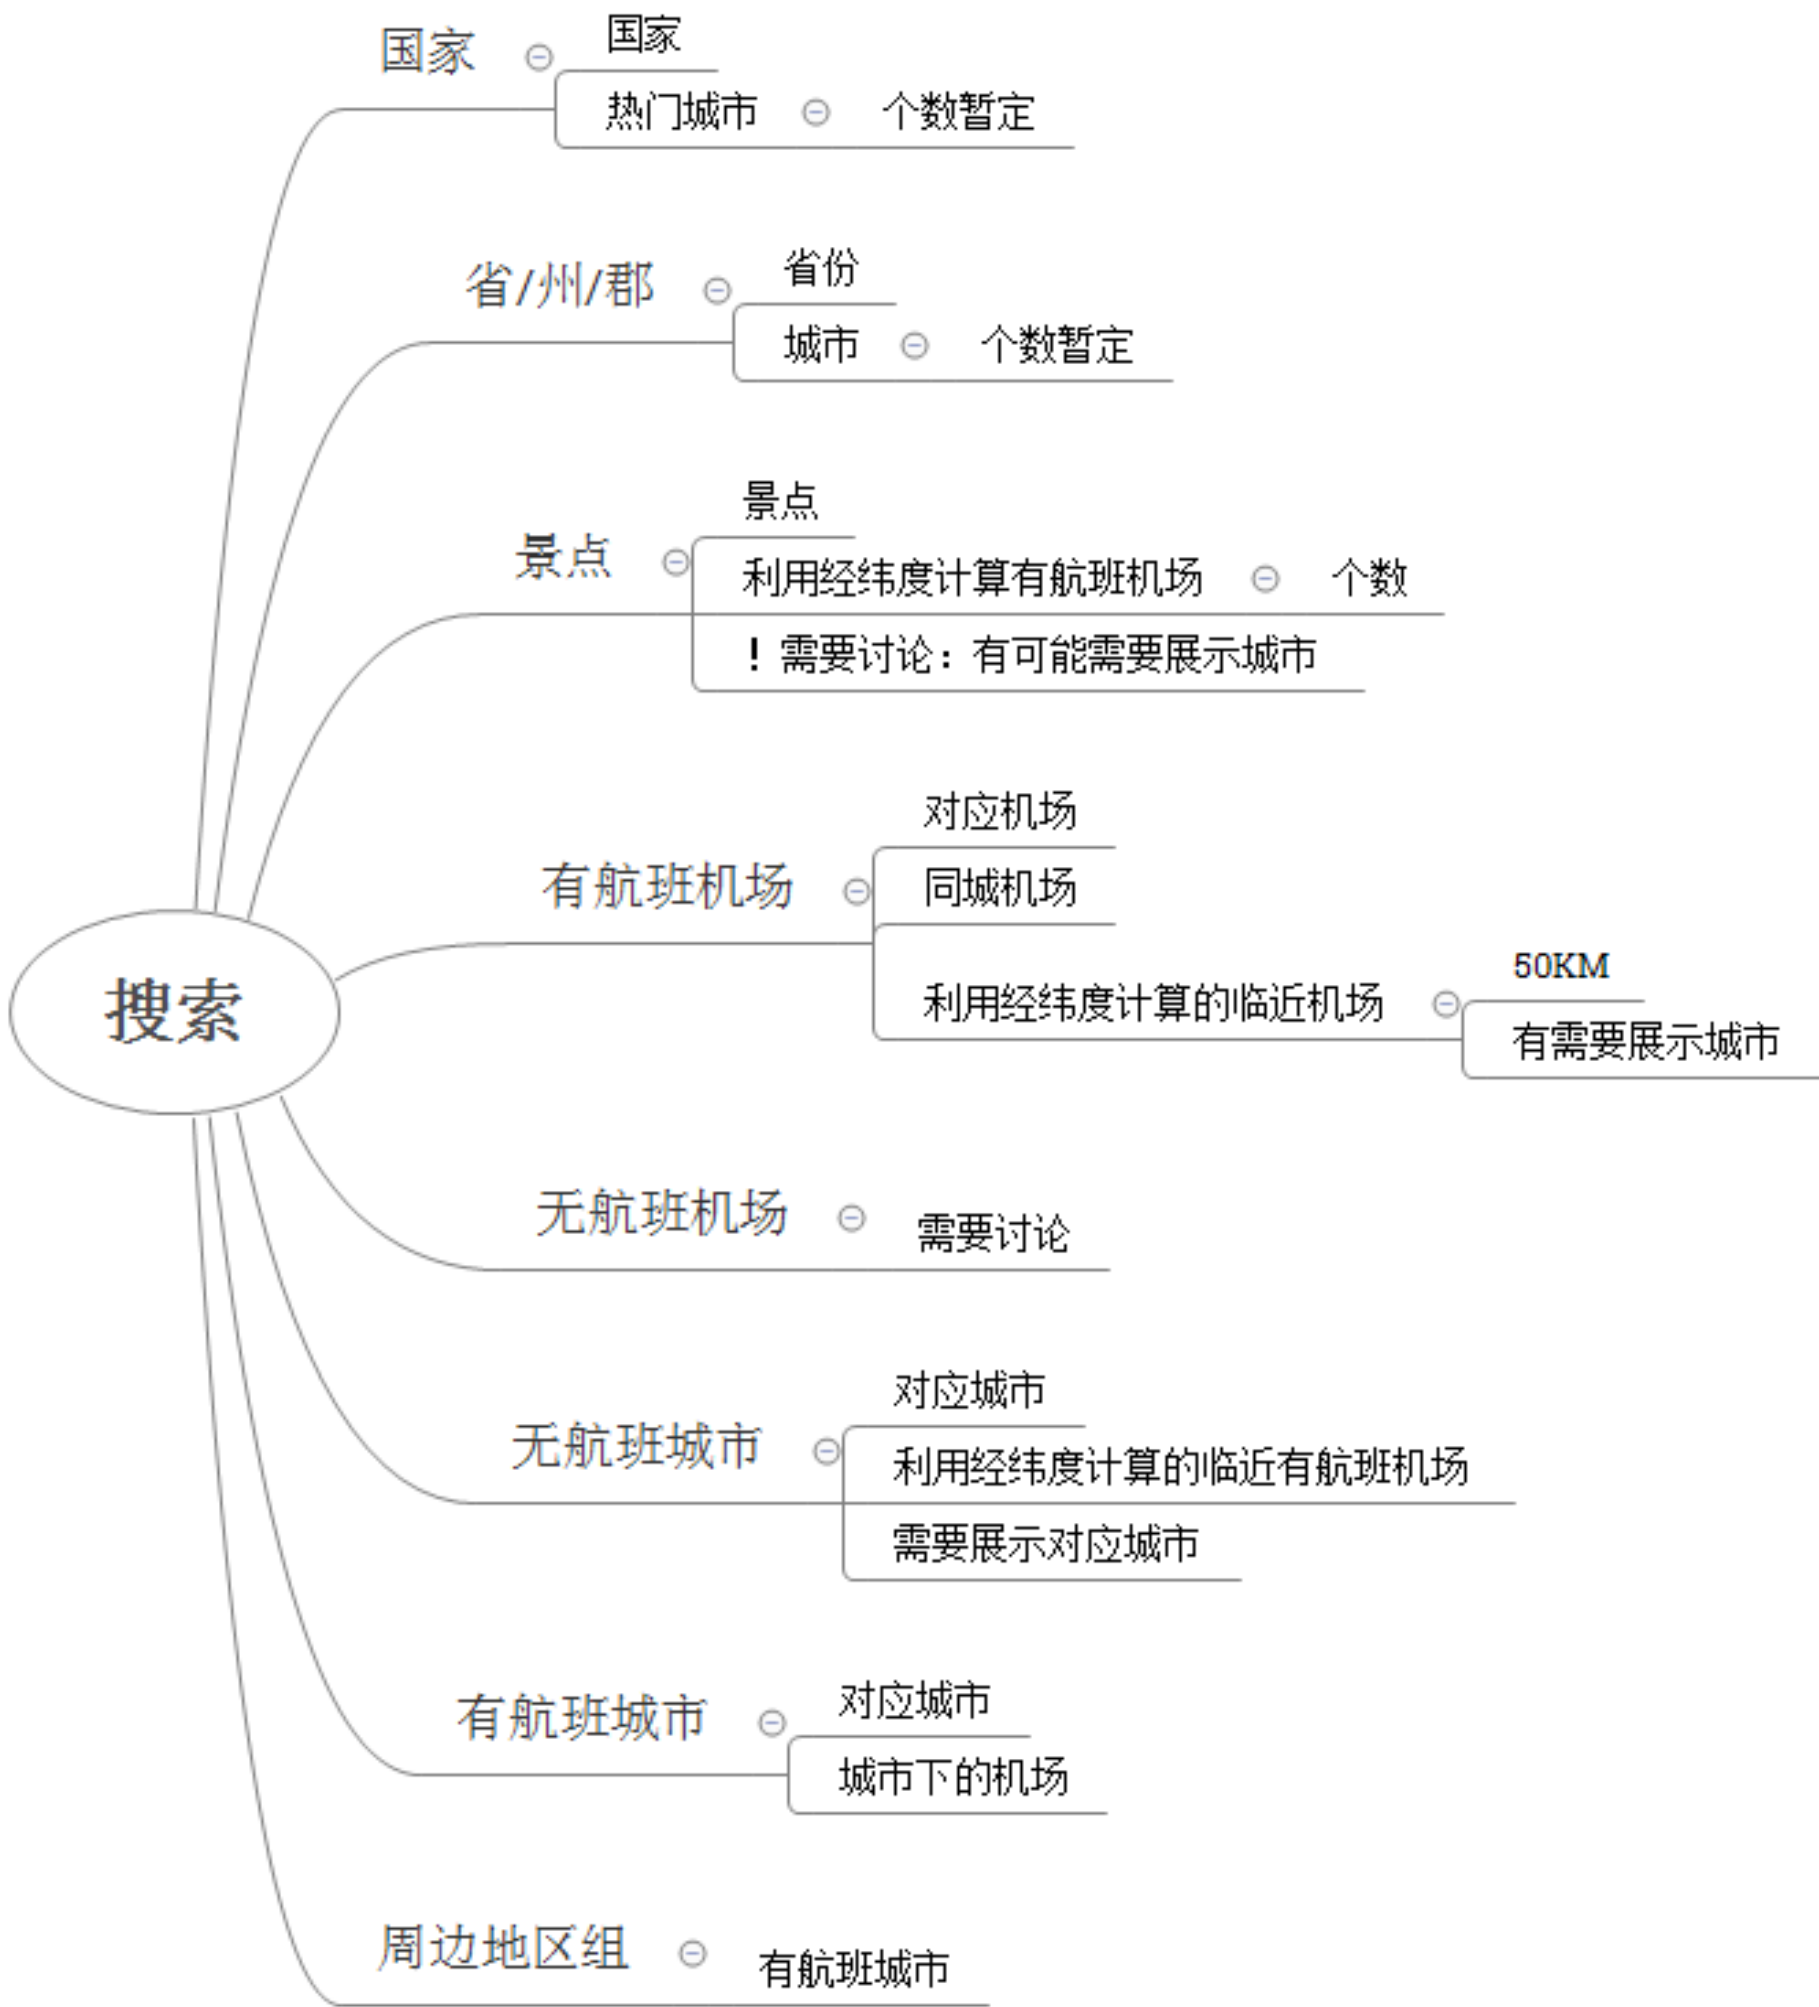 国家
国家
热门城市
个数暂定
省/州/郡
省份
城市
个数暂定
景点
景点
利用经纬度计算有航班机场
个数
！需要讨论：有可能需要展示城市
搜索
有航班机场
对应机场
同城机场
利用经纬度计算的临近机场
50KM
有需要展示城市
无航班机场
需要讨论
无航班城市
对应城市
利用经纬度计算的临近有航班机场
需要展示对应城市
有航班城市
对应城市
城市下的机场
周边地区组
有航班城市